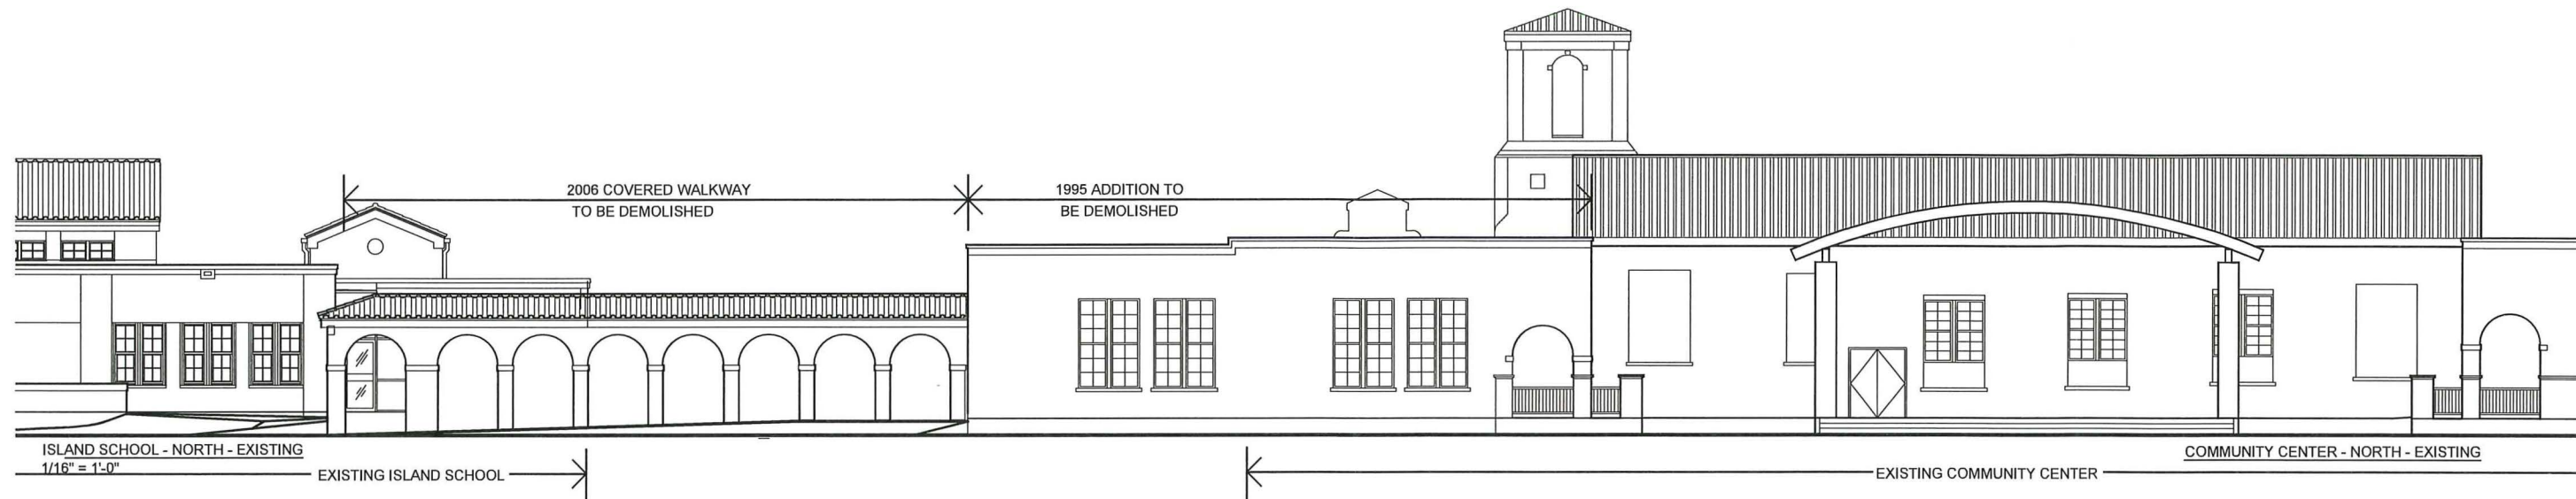 2006 COVERED WALKWAY
TO BE DEMOLISHED
1995 ADDITION TO
BE DEMOLISHED
ISLAND SCHOOL - NORTH - EXISTING
1/16" = 1'-0"
EXISTING ISLAND SCHOOL
COMMUNITY CENTER - NORTH - EXISTING
EXISTING COMMUNITY CENTER